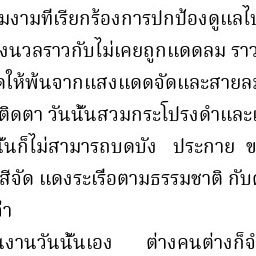 มงามที่เรียกร้องการปกป้องดูแลไป
งนวลราวกับไม่เคยถูกแดดลม ราว
ดให้พ้นจากแสงแดดจัดและสายลม
ติดตา วันนั้นสวมกระโปรงดำและเ
นั้นก็ไม่สามารถบดบัง ประกาย ข
สีจัด แดงระเรื่อตามธรรมชาติ กับ
ว่า
นงานวันนั้นเอง ต่างคนต่างก็จำ